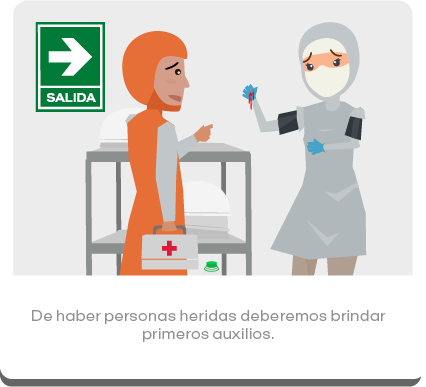 SALIDA
De haber personas heridas deberemos brindar
primeros auxilios.